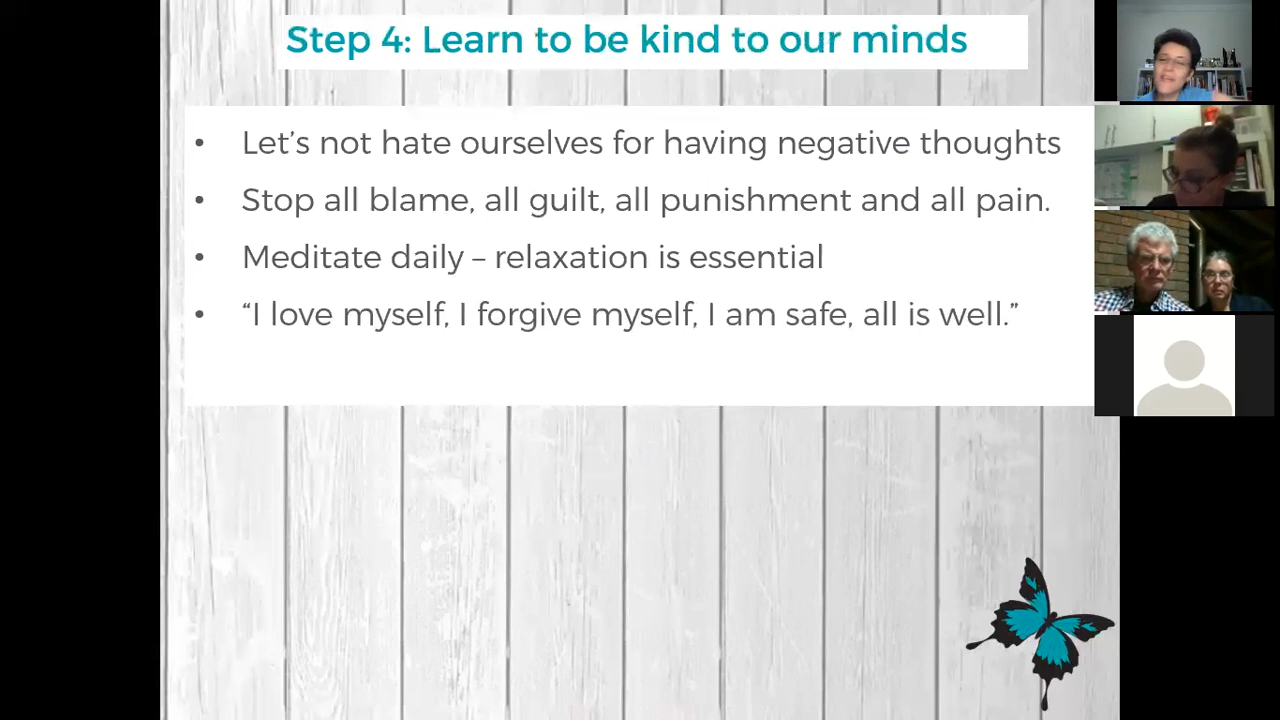 Step 4: Learn to be kind to our minds
• Let’s not hate ourselves for having negative thoughts
• Stop all blame, all guilt, all punishment and all pain.
• Meditate daily – relaxation is essential
• “I love myself, I forgive myself, I am safe, all is well.”